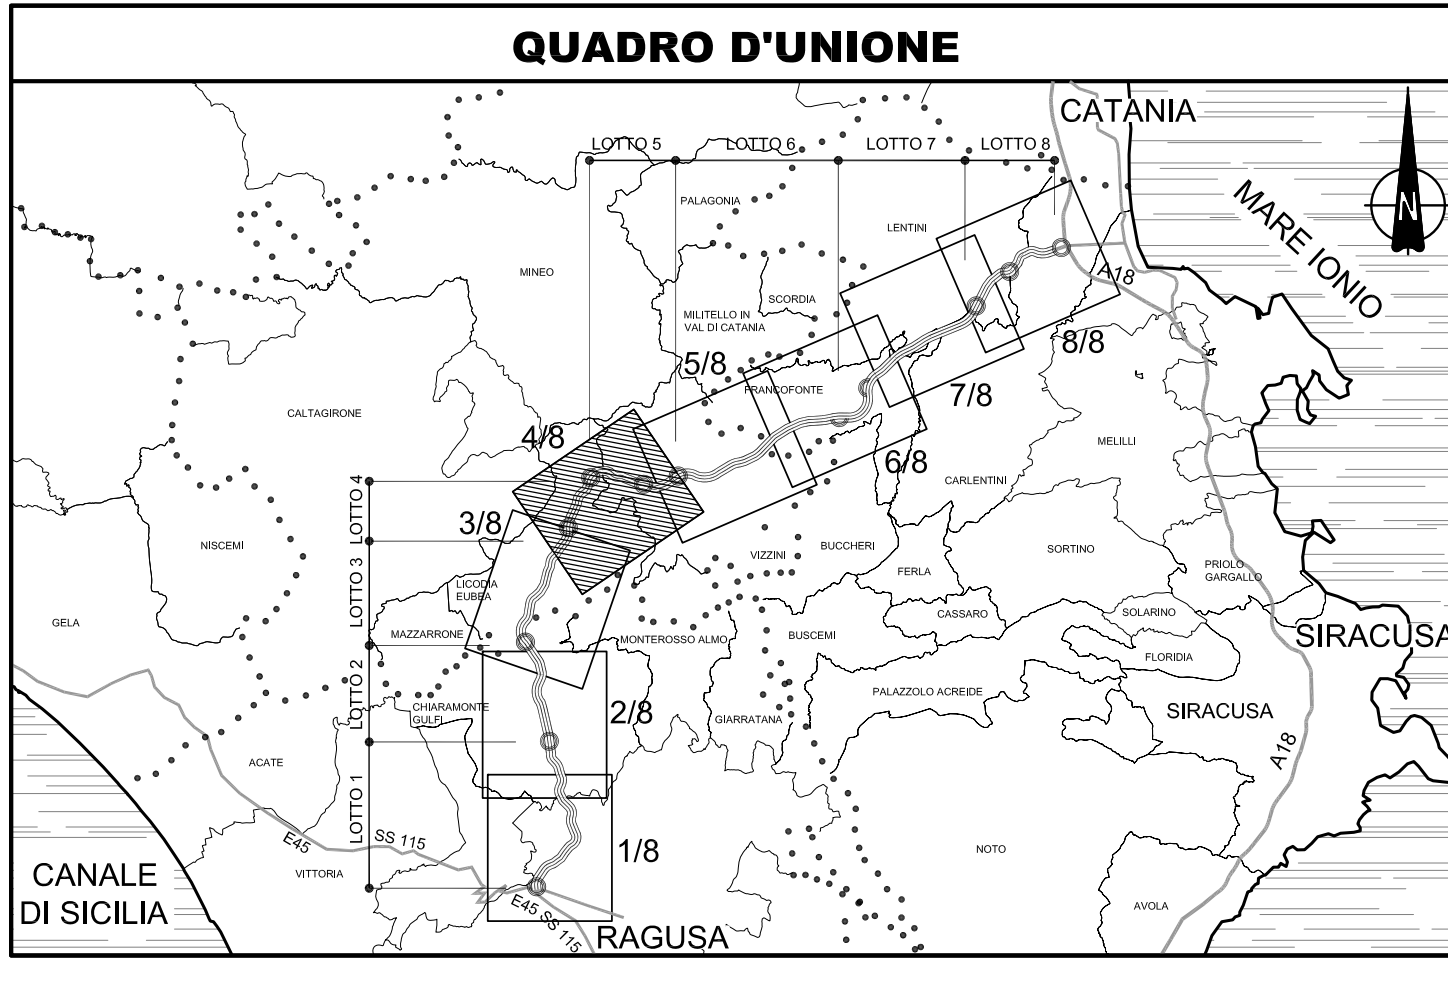 QUADRO D'UNIONE
CATANIA
LOTTO 5
LOTTO 6
LOTTO 7
LOTTO 8
N
MARE IONIO
PALAGONIA
LENTINI
MINEO
A18
SCORDIA
MILITELLO IN
VAL DI CATANIA
8/8
5/8
FRANCOFONTE
7/8
CALTAGIRONE
4/8
MELILLI
6/8
CARLENTINI
LOTTO 4
3/8
NISCEMI
BUCCHERI
VIZZINI
SORTINO
FERLA
PRIOLO
GARGALLO
LOTTO 3
LICODIA
EUBEA
CASSARO
SOLARINO
GELA
MAZZARRONE
MONTEROSSO ALMO
BUSCEMI
SIRACUSA
FLORIDIA
LOTTO 2
PALAZZOLO ACREIDE
CHIARAMONTE
GULFI
2/8
GIARRATANA
SIRACUSA
A18
ACATE
LOTTO 1
E45
SS 115
1/8
NOTO
VITTORIA
CANALE
DI SICILIA
E45 SS 115
AVOLA
RAGUSA